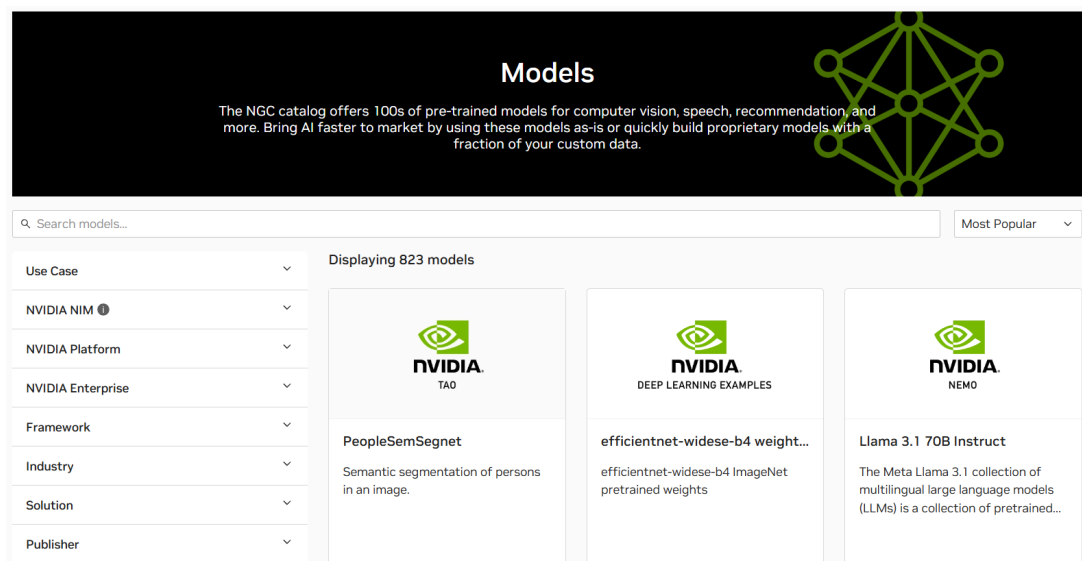 Models
The NGC catalog offers 100s of pre-trained models for computer vision, speech, recommendation, and
more. Bring AI faster to market by using these models as-is or quickly build proprietary models with a
fraction of your custom data.
Search models...
Most Popular
Use Case
NVIDIA NIM
NVIDIA Platform
NVIDIA Enterprise
Framework
Industry
Solution
Publisher
Displaying 823 models
NVIDIA.
TAO
PeopleSemSegnet
Semantic segmentation of persons
in an image.
NVIDIA.
DEEP LEARNING EXAMPLES
efficientnet-widese-b4 weight...
efficientnet-widese-b4 ImageNet
pretrained weights
NVIDIA.
NEMO
Llama 3.1 70B Instruct
The Meta Llama 3.1 collection of
multilingual large language models
(LLMs) is a collection of pretrained...